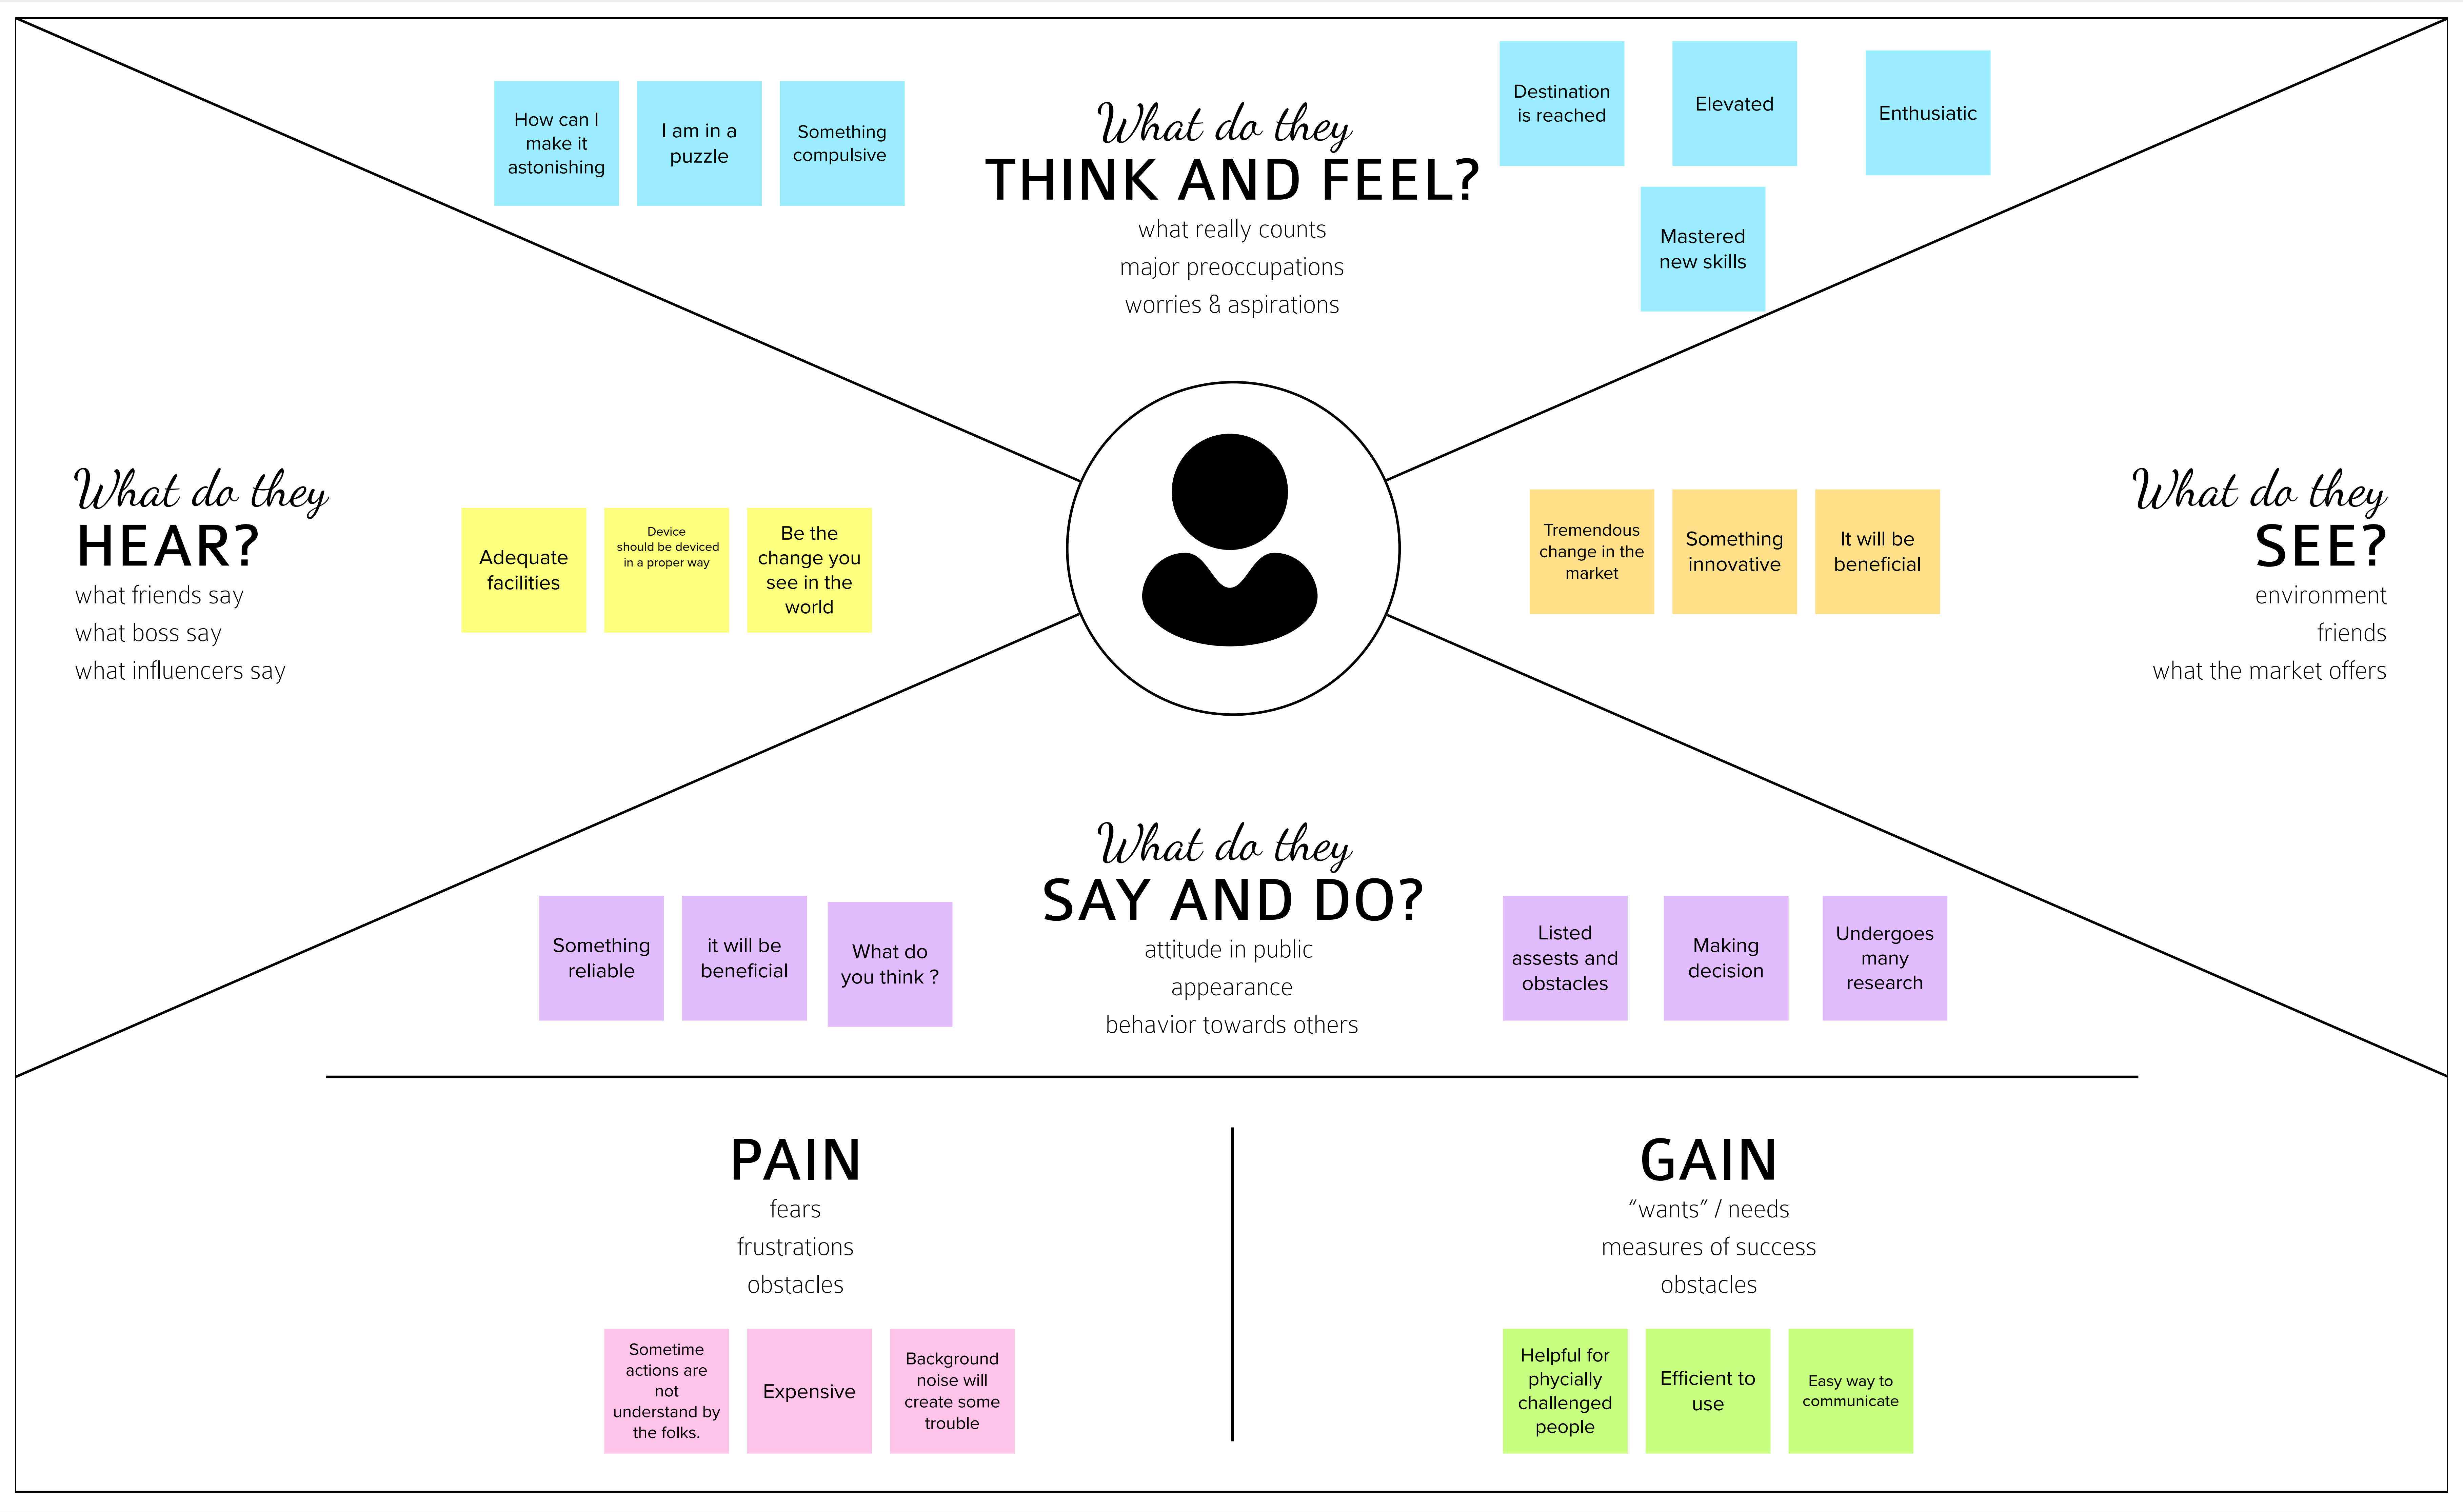 How can I
make it
astonishing
I am in a
puzzle
Something
compulsive
What do they
THINK AND FEEL?
what really counts
major preoccupations
worries & aspirations
Destination
is reached
Elevated
Enthusiatic
Mastered
new skills
What do they
HEAR?
what friends say
what boss say
what influencers say
Adequate
facilities
Device
should be deviced
in a proper way
Be the
change you
see in the
world
Tremendous
change in the
market
Something
innovative
It will be
beneficial
What do they
SEE?
environment
friends
what the market offers
Something
reliable
it will be
beneficial
What do
you think ?
What do they
SAY AND DO?
attitude in public
appearance
behavior towards others
Listed
assests and
obstacles
Making
decision
Undergoes
many
research
PAIN
fears
frustrations
obstacles
Sometime
actions are
not
understand by
the folks.
Expensive
Background
noise will
create some
trouble
GAIN
“wants” / needs
measures of success
obstacles
Helpful for
phycially
challenged
people
Efficient to
use
Easy way to
communicate